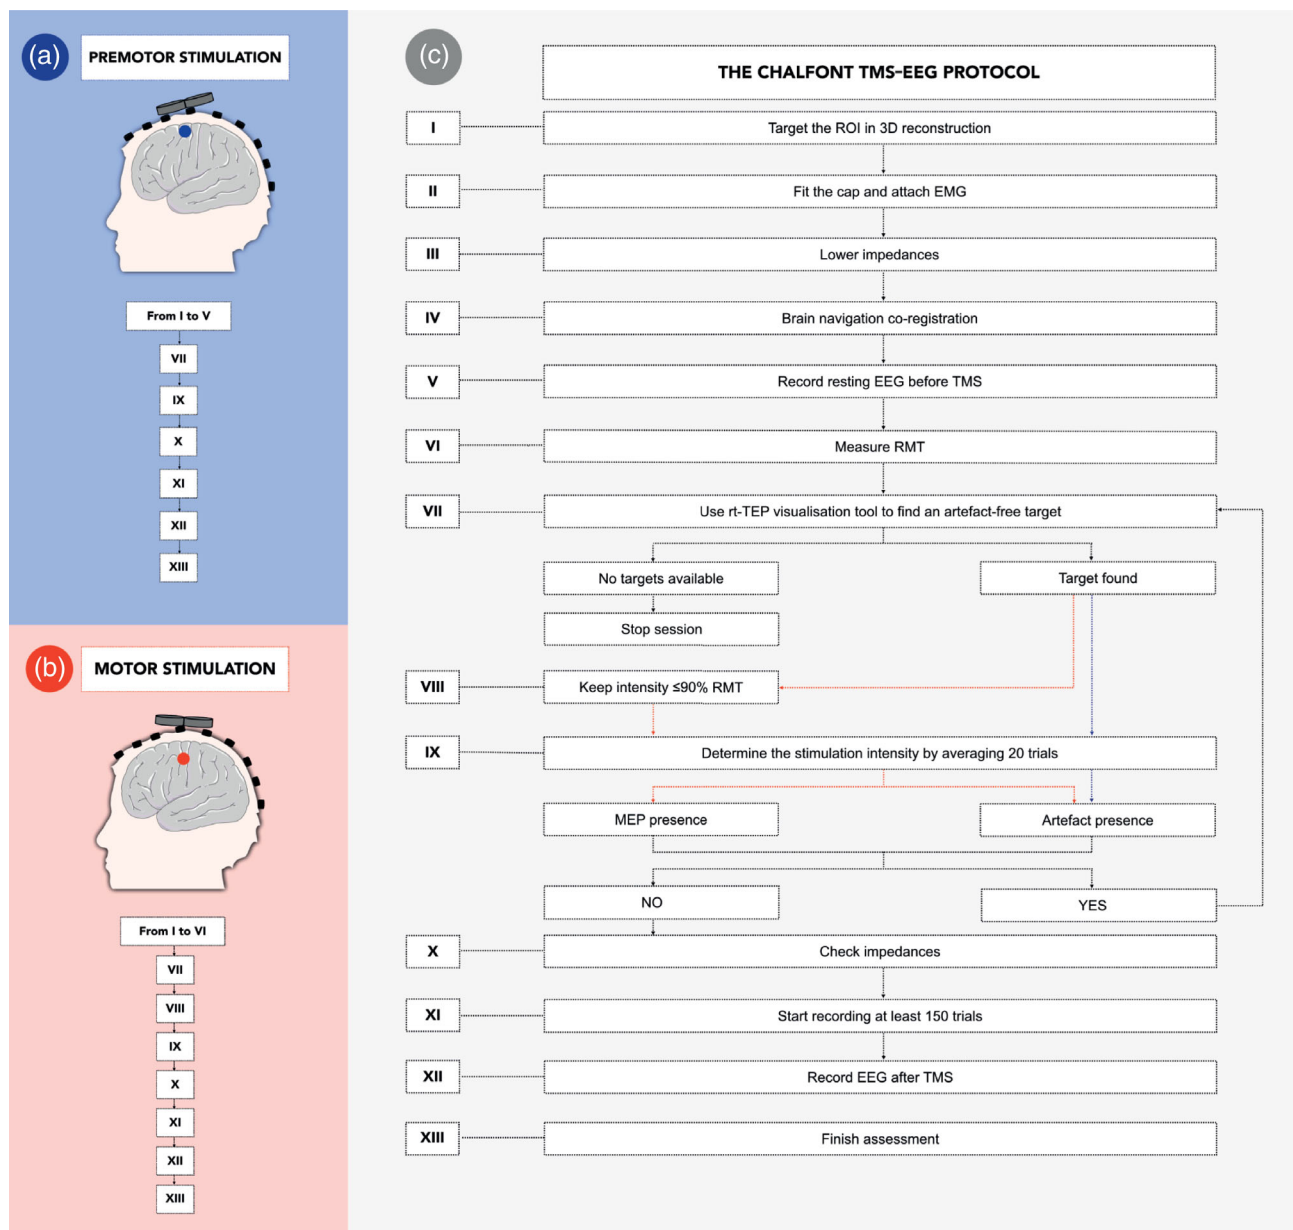 (a)
PREMOTOR STIMULATION
From I to V
VII
IX
X
XI
XII
XIII
(b)
MOTOR STIMULATION
From I to VI
VII
VIII
IX
X
XI
XII
XIII
(c)
THE CHALFONT TMS-EEG PROTOCOL
I
Target the ROI in 3D reconstruction
II
Fit the cap and attach EMG
III
Lower impedances
IV
Brain navigation co-registration
V
Record resting EEG before TMS
VI
Measure RMT
VII
Use rt-TEP visualisation tool to find an artefact-free target
No targets available
Target found
Stop session
VIII
Keep intensity ≤90% RMT
IX
Determine the stimulation intensity by averaging 20 trials
MEP presence
Artefact presence
NO
YES
X
Check impedances
XI
Start recording at least 150 trials
XII
Record EEG after TMS
XIII
Finish assessment